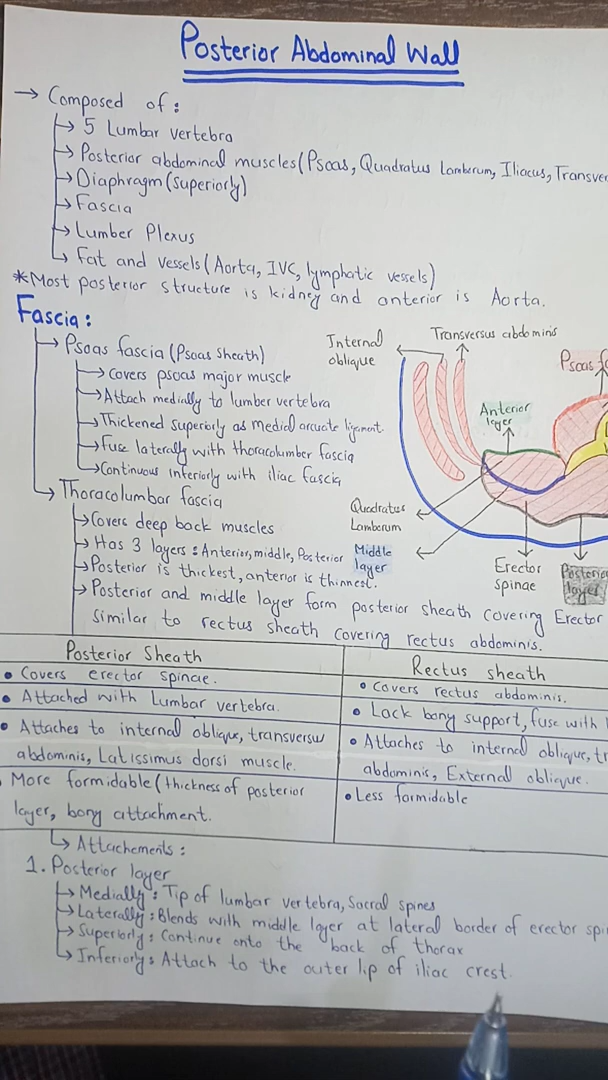 Posterior Abdominal Wall
→ Composed of:
↳ 5 Lumbar vertebra
↳ Posterior abdominal muscles (Psoas, Quadratus Lomberum, Iliacus, Transver
↳ Diaphragm (Superiorly)
↳ Fascia
↳ Lumber Plexus
↳ Fat and vessels (Aorta, IVC, lymphatic vessels)
*Most posterior structure is kidney and anterior is Aorta.
Fascia:
→ Psoas fascia (Psoas Sheath)
→ Covers psoas major muscle
→ Attach medially to lumber vertebra
→ Thickened Superiorly as Medial arcuate ligament.
→ Fuse laterally with thoracolumber fascia
→ Continuous inferiorly with iliac fascia
↳ Thoracolumbar fascia
→ Covers deep back muscles
→ Has 3 layers: Anterior, middle, Posterior
→ Posterior is thickest, anterior is thinnest.
→ Posterior and middle layer form posterior sheath covering Erector
similar to rectus sheath covering rectus abdominis.
Internal
oblique
Transversus abdominis
Psoas f
Anterior
layer
Quadratus
Lomberum
Middle
layer
Erector
spinae
Posterior
layer
Posterior Sheath
• Covers erector spinae.
• Attached with Lumbar vertebra.
• Attaches to internal oblique, transversu
abdominis, Latissimus dorsi muscle.
• More formidable (thickness of posterior
layer, bony attachment.
Rectus sheath
• Covers rectus abdominis.
• Lack bony support, fuse with
• Attaches to internal oblique, tr
abdominis, External oblique.
• Less formidable
↳ Attachements:
1. Posterior layer
→ Medially: Tip of lumbar vertebra, Sacral spines
→ Laterally: Blends with middle layer at lateral border of erector spi
→ Superiorly: Continue onto the back of thorax
↳ Inferiorly: Attach to the outer lip of iliac crest.